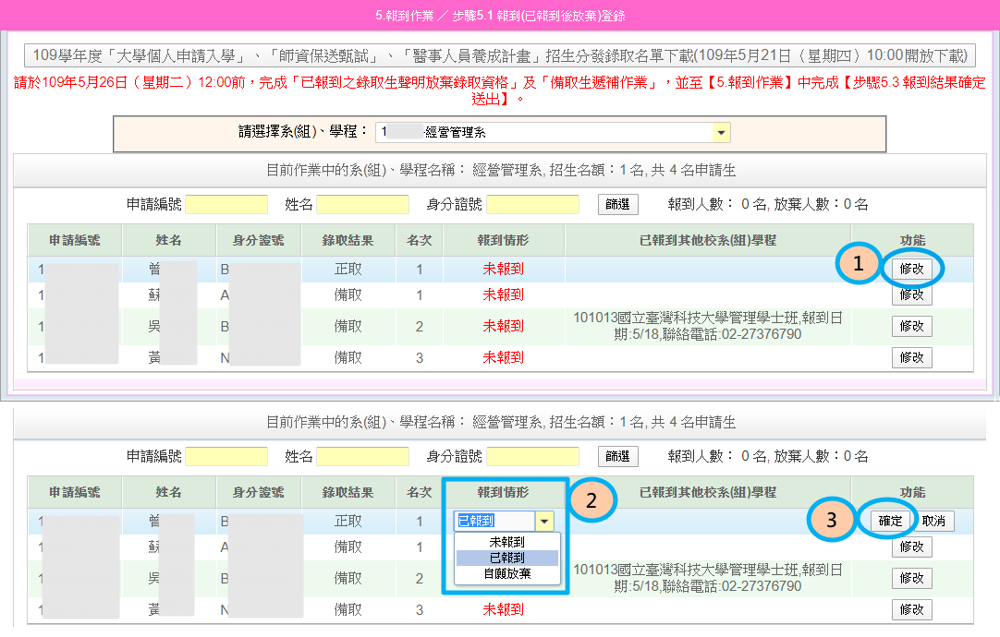 5.報到作業 ／ 步驟5.1 報到(已報到後放棄)登錄
109學年度「大學個人申請入學」、「師資保送甄試」、「醫事人員養成計畫」招生分發錄取名單下載(109年5月21日（星期四）10:00開放下載)
請於109年5月26日（星期二）12:00前，完成「已報到之錄取生聲明放棄錄取資格」及「備取生遞補作業」，並至【5.報到作業】中完成【步驟5.3 報到結果確定
送出】。
請選擇系(組)、學程： 1 -經營管理系
目前作業中的系(組)、學程名稱： 經營管理系, 招生名額：1 名, 共 4 名申請生
申請編號 姓名 身分證號 篩選 報到人數： 0 名, 放棄人數：0 名
申請編號 姓名 身分證號 錄取結果 名次 報到情形 已報到其他校系(組)學程 功能
1 曾 B 正取 1 未報到 1 修改
1 蘇 A 備取 1 未報到 修改
1 吳 B 備取 2 未報到 101013國立臺灣科技大學管理學士班,報到日
期:5/18,聯絡電話:02-27376790 修改
1 黃 N 備取 3 未報到 修改
目前作業中的系(組)、學程名稱： 經營管理系, 招生名額：1 名, 共 4 名申請生
申請編號 姓名 身分證號 篩選 報到人數： 0 名, 放棄人數：0 名
申請編號 姓名 身分證號 錄取結果 名次 報到情形 2 已報到其他校系(組)學程 功能
1 曾 B 正取 1 已報到 3 確定 取消
未報到
1 蘇 A 備取 1 已報到 修改
自願放棄
1 吳 B 備取 2 101013國立臺灣科技大學管理學士班,報到日
期:5/18,聯絡電話:02-27376790 修改
1 黃 N 備取 3 未報到 修改